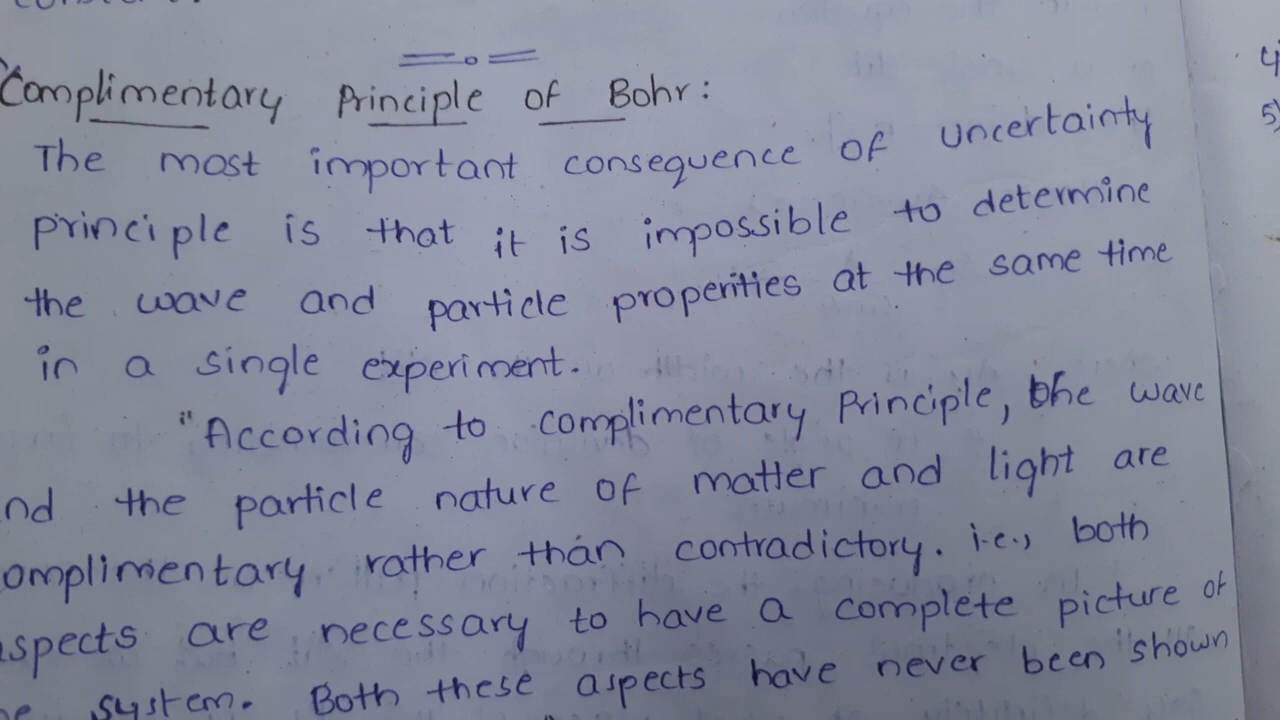 Complimentary Principle of Bohr:
4
5)
The most important consequence of uncertainty
principle is that it is impossible to determine
the wave and particle properities at the same time
in a single experiment.
"According to complimentary Principle, the wave
nd the particle nature of matter and light are
omplimentary rather than contradictory. i.e., both
spects are necessary to have a complete picture of
system. Both these aspects have never been shown